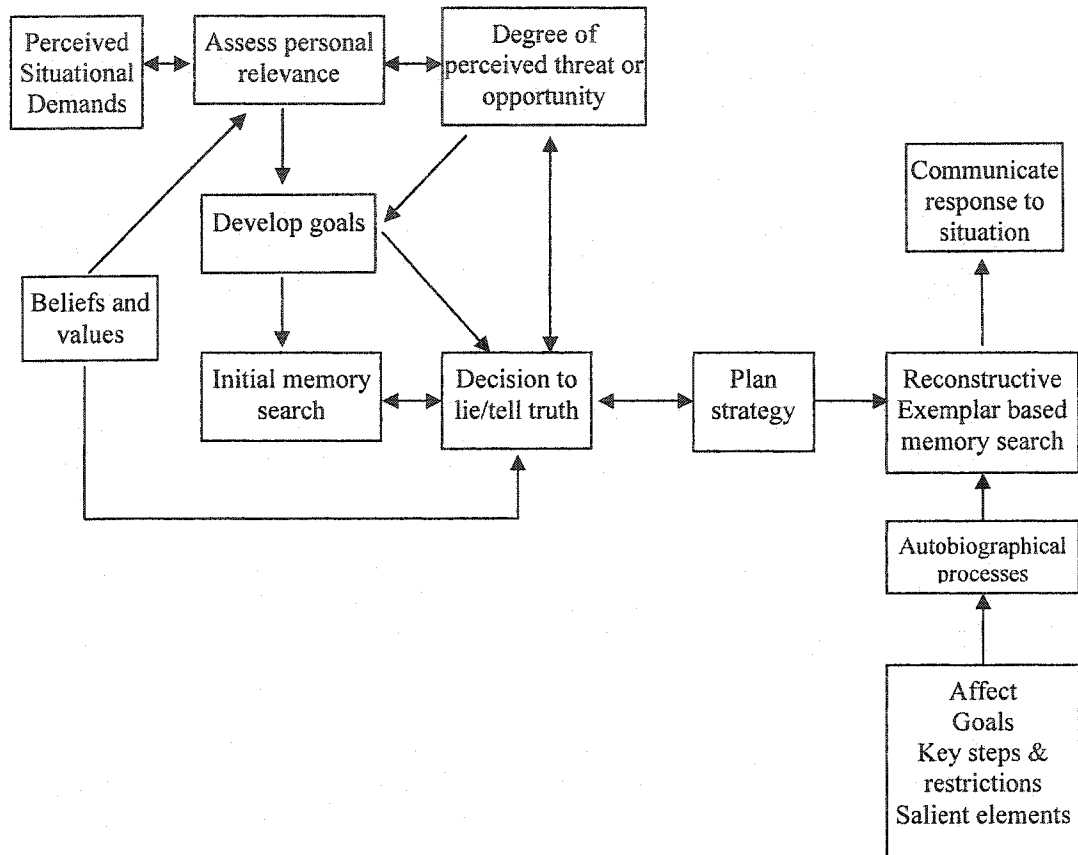 Perceived
Situational
Demands
Assess personal
relevance
Degree of
perceived threat or
opportunity
Communicate
response to
situation
Develop goals
Beliefs and
values
Initial memory
search
Decision to
lie/tell truth
Plan
strategy
Reconstructive
Exemplar based
memory search
Autobiographical
processes
Affect
Goals
Key steps &
restrictions
Salient elements